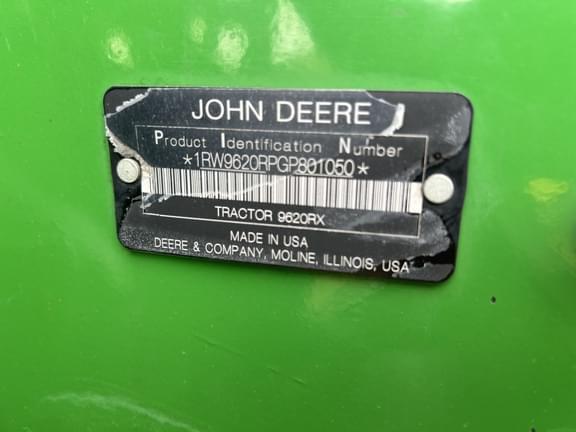 JOHN DEERE
Product Identification Number
*1RW9620RPGP801050*
TRACTOR 9620RX
MADE IN USA
DEERE & COMPANY, MOLINE, ILLINOIS, USA